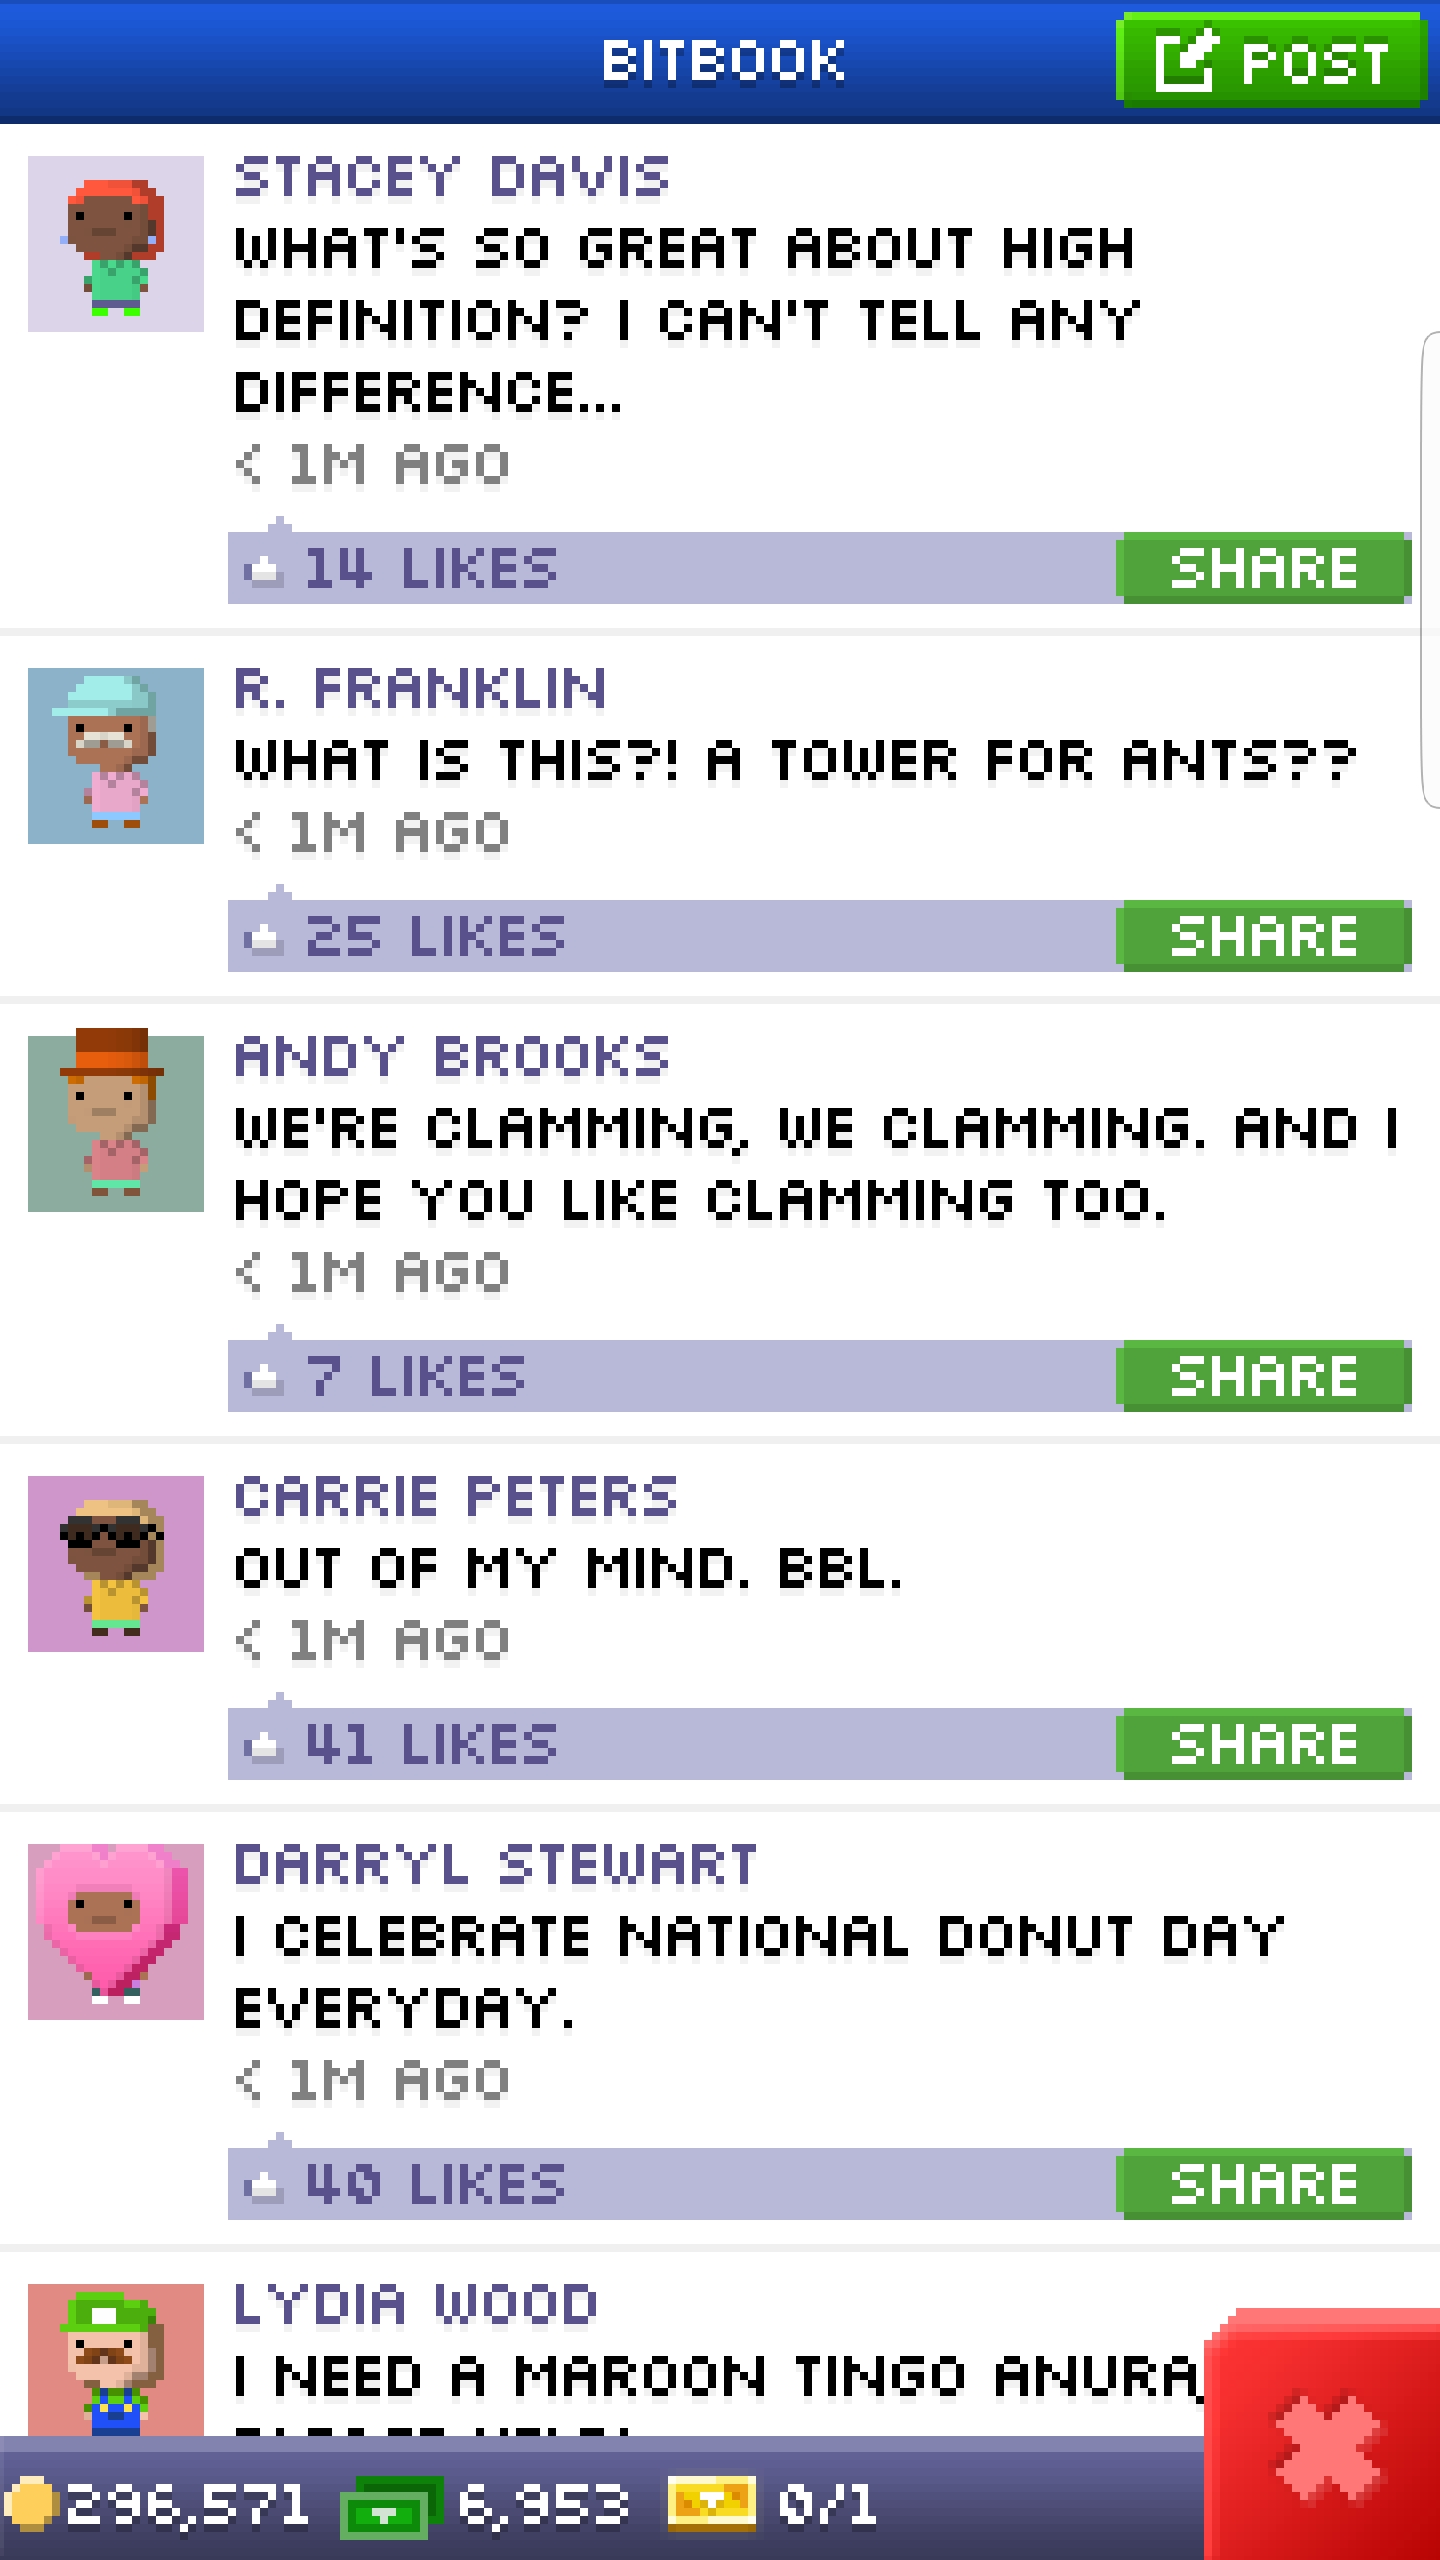 BITBOOK
POST
STACEY DAVIS
WHAT'S SO GREAT ABOUT HIGH
DEFINITION? I CAN'T TELL ANY
DIFFERENCE...
< 1M AGO
14 LIKES
SHARE
R. FRANKLIN
WHAT IS THIS?! A TOWER FOR ANTS??
< 1M AGO
25 LIKES
SHARE
ANDY BROOKS
WE'RE CLAMMING, WE CLAMMING. AND I
HOPE YOU LIKE CLAMMING TOO.
< 1M AGO
7 LIKES
SHARE
CARRIE PETERS
OUT OF MY MIND. BBL.
< 1M AGO
41 LIKES
SHARE
DARRYL STEWART
I CELEBRATE NATIONAL DONUT DAY
EVERYDAY.
< 1M AGO
40 LIKES
SHARE
LYDIA WOOD
I NEED A MAROON TINGO ANURA
296,571
6,953
0/1